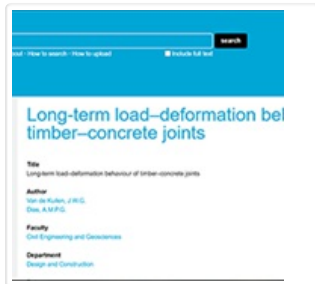 search
out - How to search - How to upload
Include full text
Long-term load–deformation bel
timber–concrete joints
Title
Long-term load-deformation behaviour of timber-concrete joints
Author
Van de Kuilen, J.W.G.
Dias, A.M.P.G.
Faculty
Civil Engineering and Geosciences
Department
Design and Construction